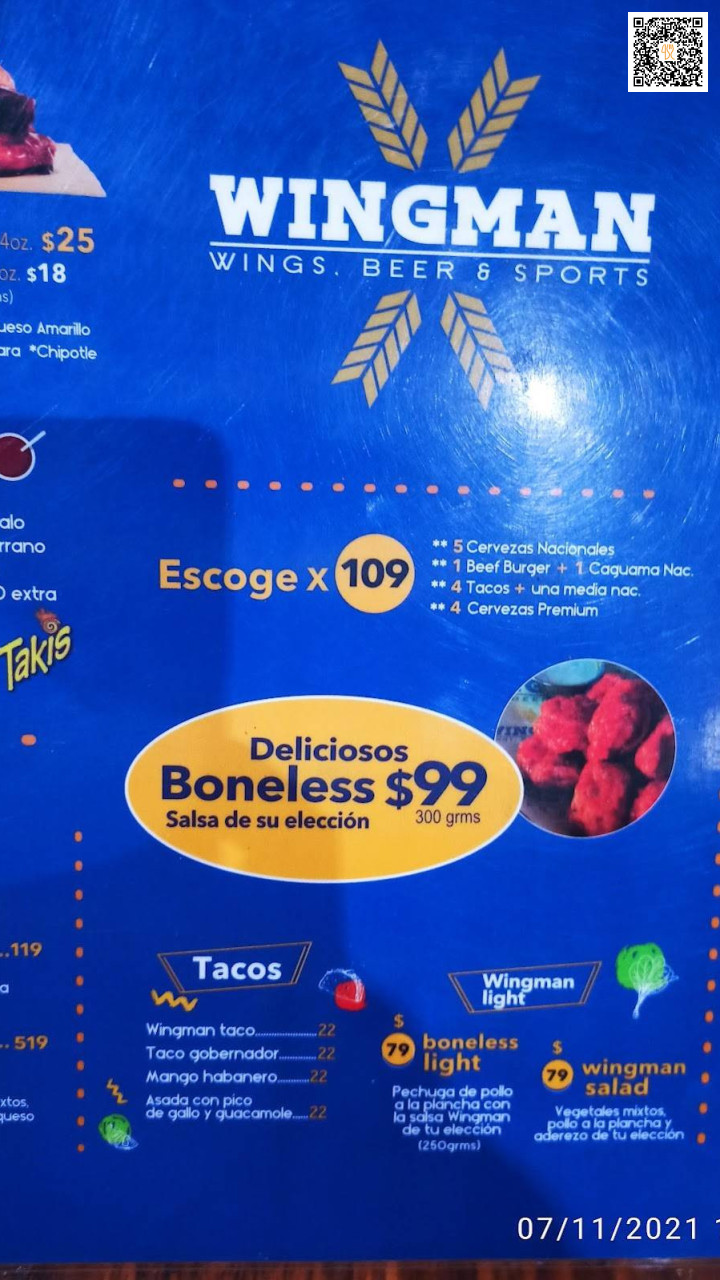 WINGMAN
WINGS. BEER & SPORTS
4oz. $25
oz. $18
ueso Amarillo
ara *Chipotle
alo
rrano
extra
Takis
Escoge x 109
** 5 Cervezas Nacionales
** 1 Beef Burger + 1 Caguama Nac.
** 4 Tacos + una media nac.
** 4 Cervezas Premium
Deliciosos
Boneless $99
Salsa de su elección 300 grms
..119
a
..519
xtos,
queso
Tacos
Wingman taco....................22
Taco gobernador.........22
Mango habanero..........22
Asada con pico
de gallo y guacamole.....22
Wingman
light
$
79 boneless
light
Pechuga de pollo
a la plancha con
la salsa Wingman
de tu elección
(250grms)
$
79 wingman
salad
Vegetales mixtos,
pollo a la plancha y
aderezo de tu elección
07/11/2021